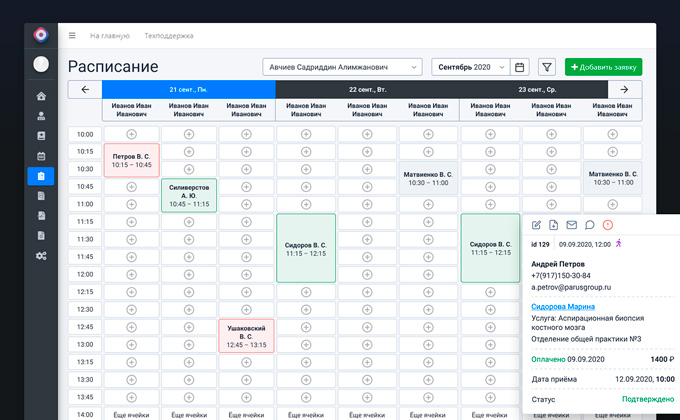 На главную Техподдержка
Расписание
Авчиев Садриддин Алимжанович
Сентябрь 2020
Добавить заявку
21 сент., Пн. 22 сент., Вт. 23 сент., Ср.
Иванов Иван Иванов Иван Иванов Иван Иванов Иван Иванов Иван Иванов Иван Иванов Иван Иванов Иван Иванов Иван
Иванович Иванович Иванович Иванович Иванович Иванович Иванович Иванович Иванович
10:00
10:15
Петров В. С.
10:15 – 10:45
10:30
Матвиенко В. С. Матвиенко В. С.
10:30 – 11:00 10:30 – 11:00
10:45
Силиверстов
А. Ю.
10:45 – 11:15
11:00
11:15
11:30
11:45
Сидоров В. С. Сидоров В. С.
11:15 – 12:15 11:15 – 12:15
12:00
12:15
12:30
12:45
Ушаковский
В. С.
12:45 – 13:15
13:00
13:15
13:30
13:45
14:00 Еще ячейки Еще ячейки Еще ячейки Еще ячейки Еще ячейки Еще ячейки Еще ячейки
id 129 09.09.2020, 12:00
Андрей Петров
+7(917)150-30-84
a.petrov@parusgroup.ru
Сидорова Марина
Услуга: Аспирационная биопсия
костного мозга
Отделение общей практики №3
Оплачено 09.09.2020 1400 ₽
Дата приёма 12.09.2020, 10:00
Статус Подтверждено